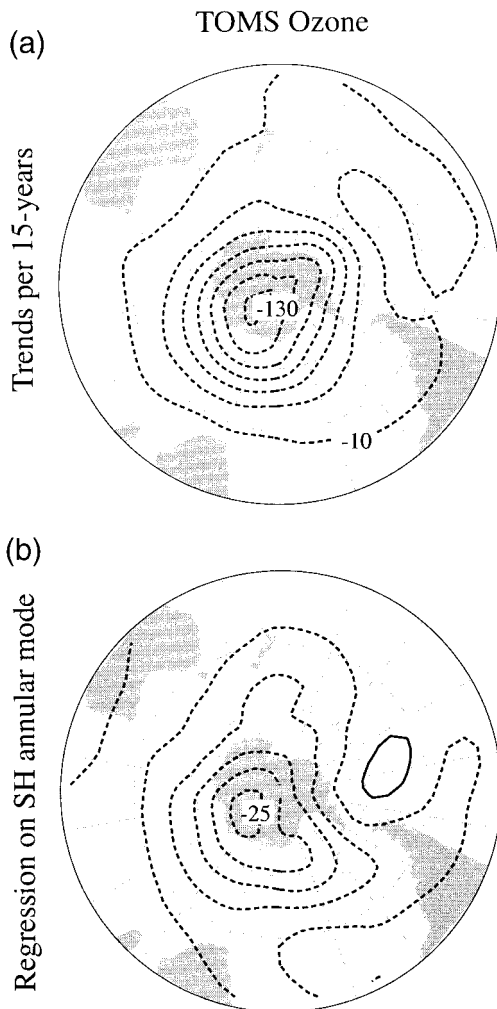 TOMS Ozone
(a)
Trends per 15-years
-130
-10
(b)
Regression on SH annular mode
-25